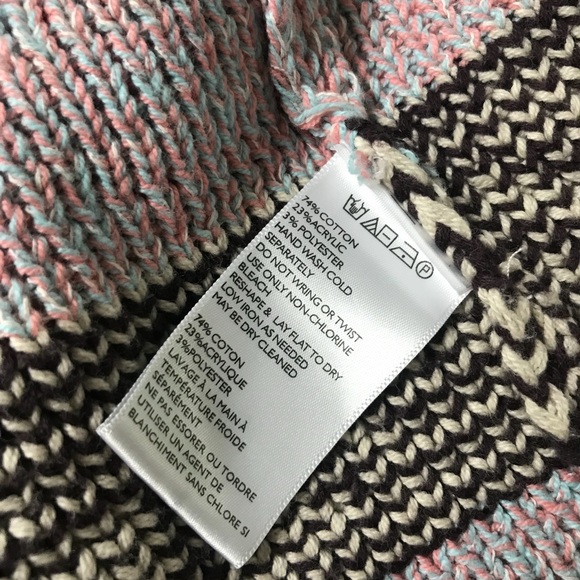 74% COTTON
23%ACRYLIC
3% POLYESTER
HAND WASH COLD
SEPARATELY
DO NOT WRING OR TWIST
USE ONLY NON-CHLORINE
BLEACH
RESHAPE & LAY FLAT TO DRY
LOW IRON AS NEEDED
MAY BE DRY CLEANED
74% COTON
23%ACRYLIQUE
3%POLYESTER
LAVAGE À LA MAIN À
TEMPÉRATURE FROIDE
SÉPARÉMENT
NE PAS ESSORER OU TORDRE
UTILISER UN AGENT DE
BLANCHIMENT SANS CHLORE SI
P